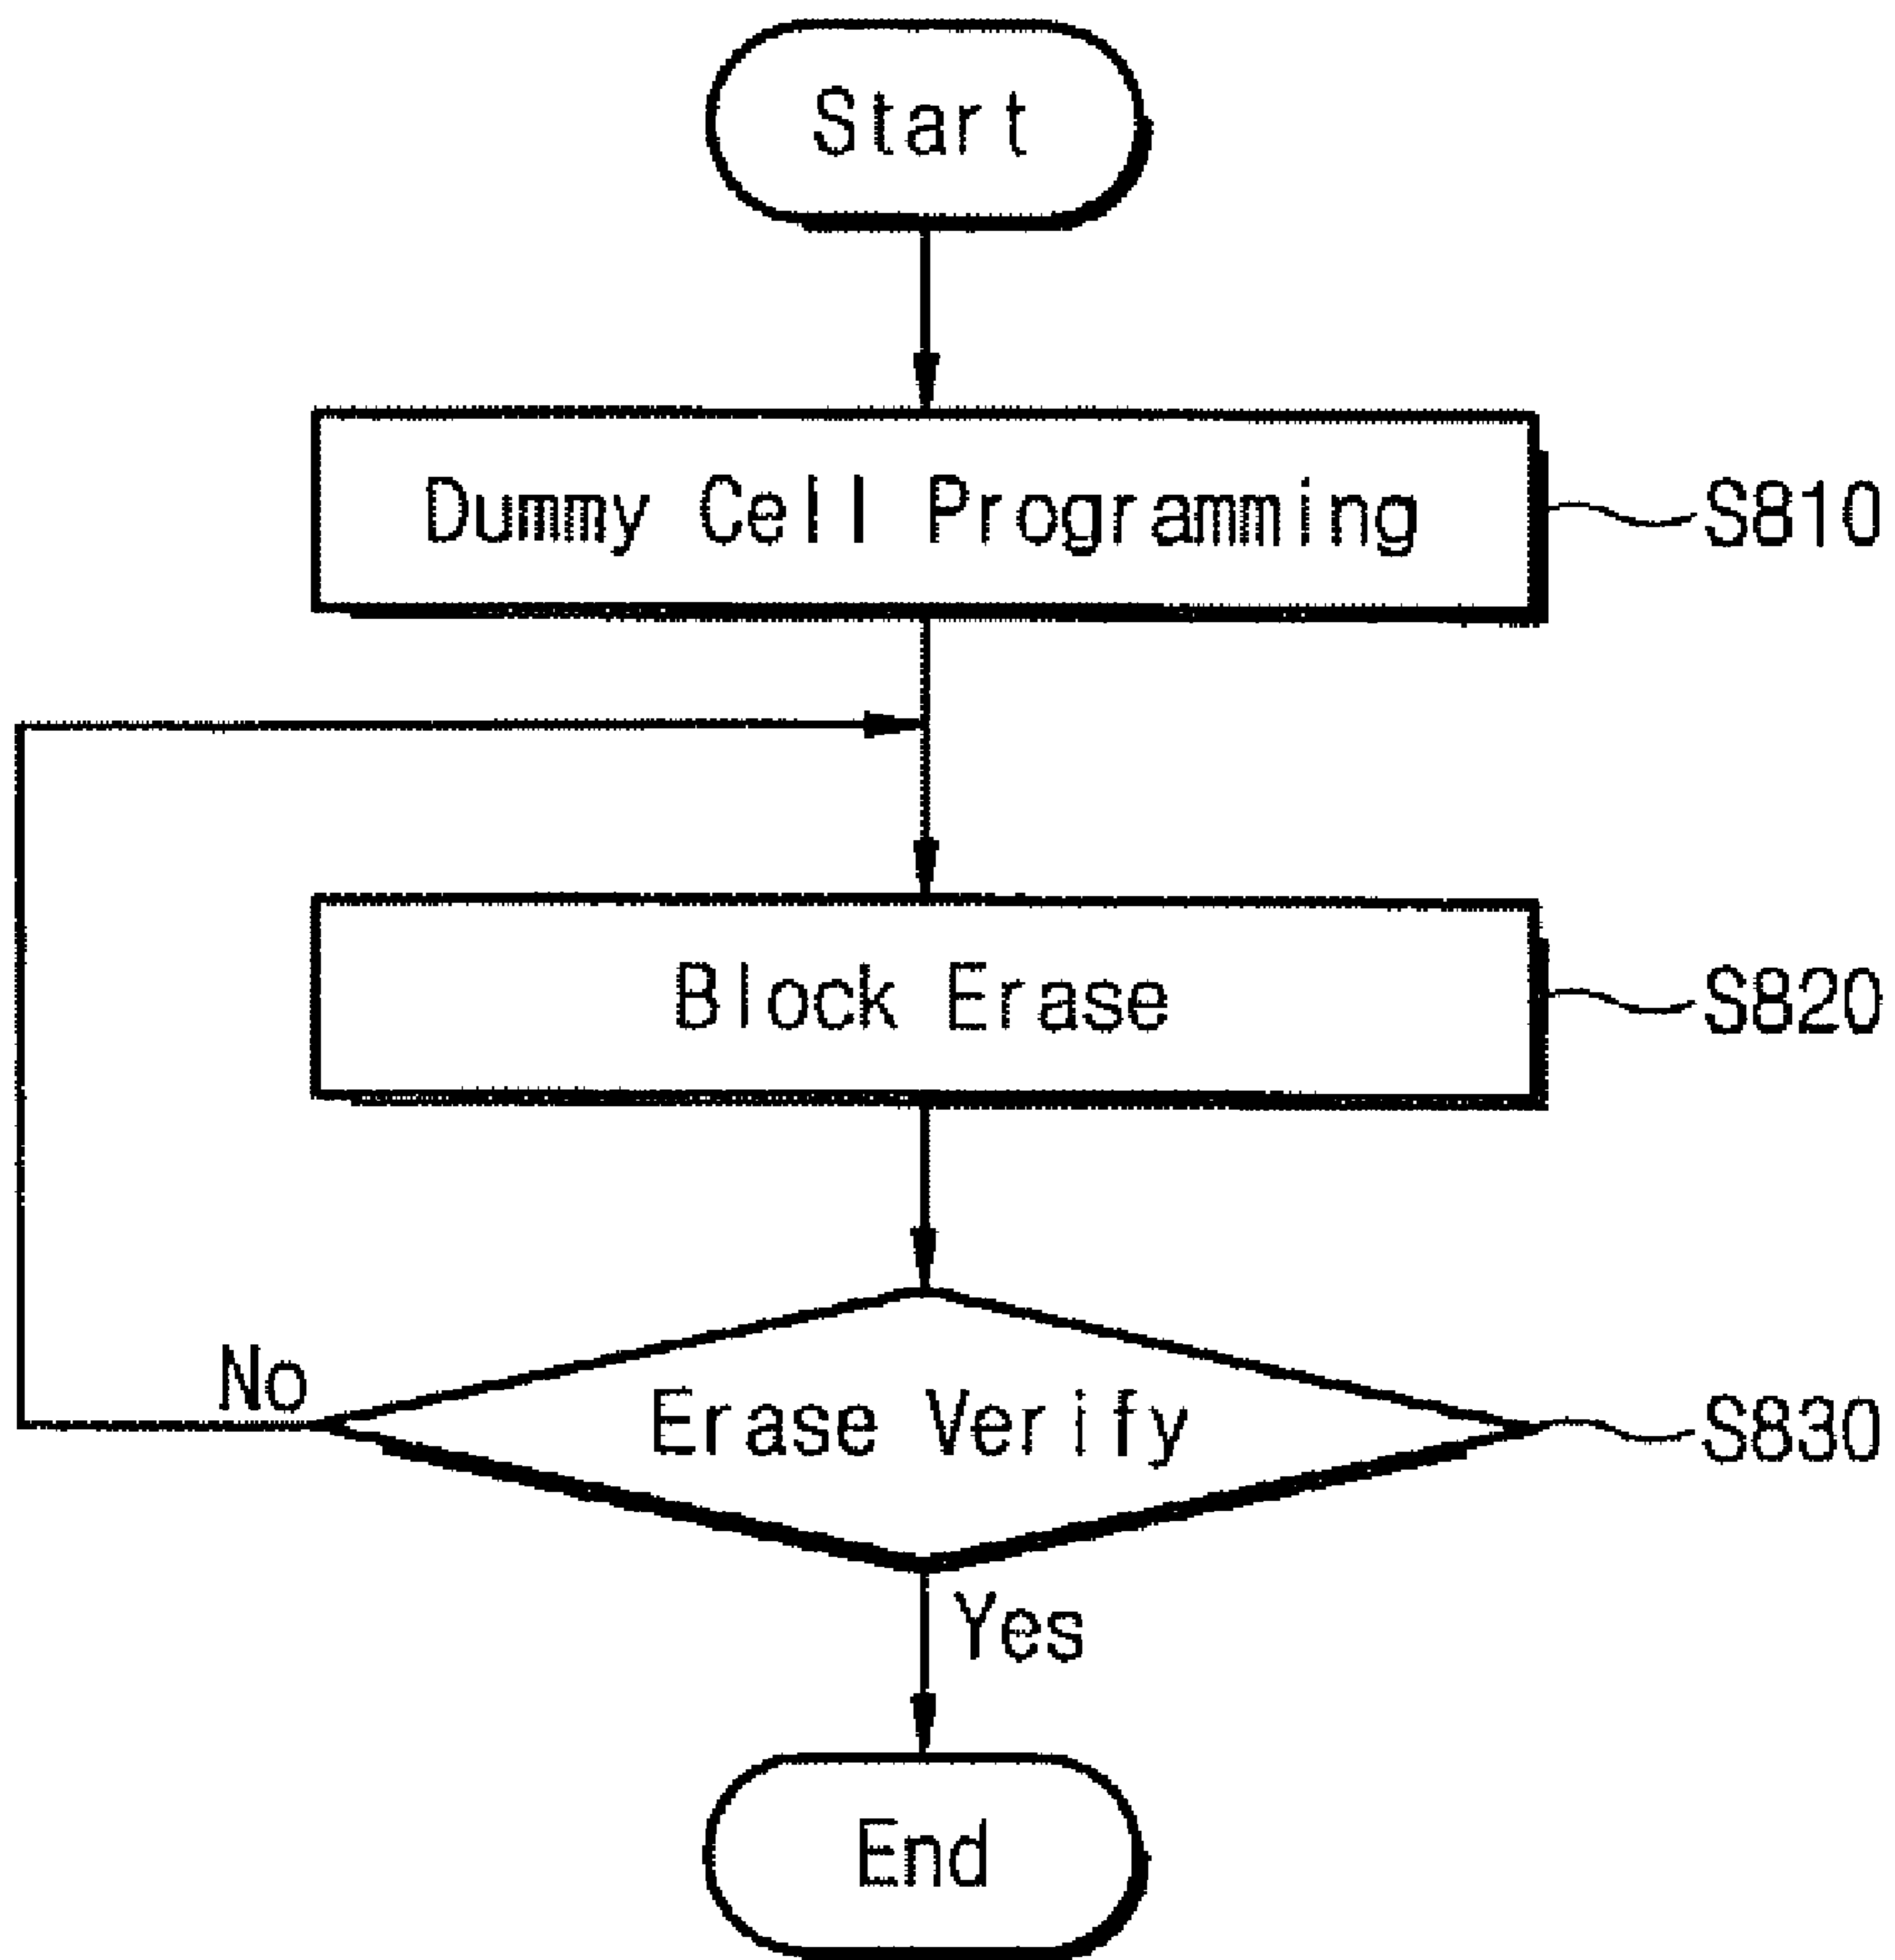 Start
Dummy Cell Programming
S810
Block Erase
S820
No
Erase Verify
S830
Yes
End